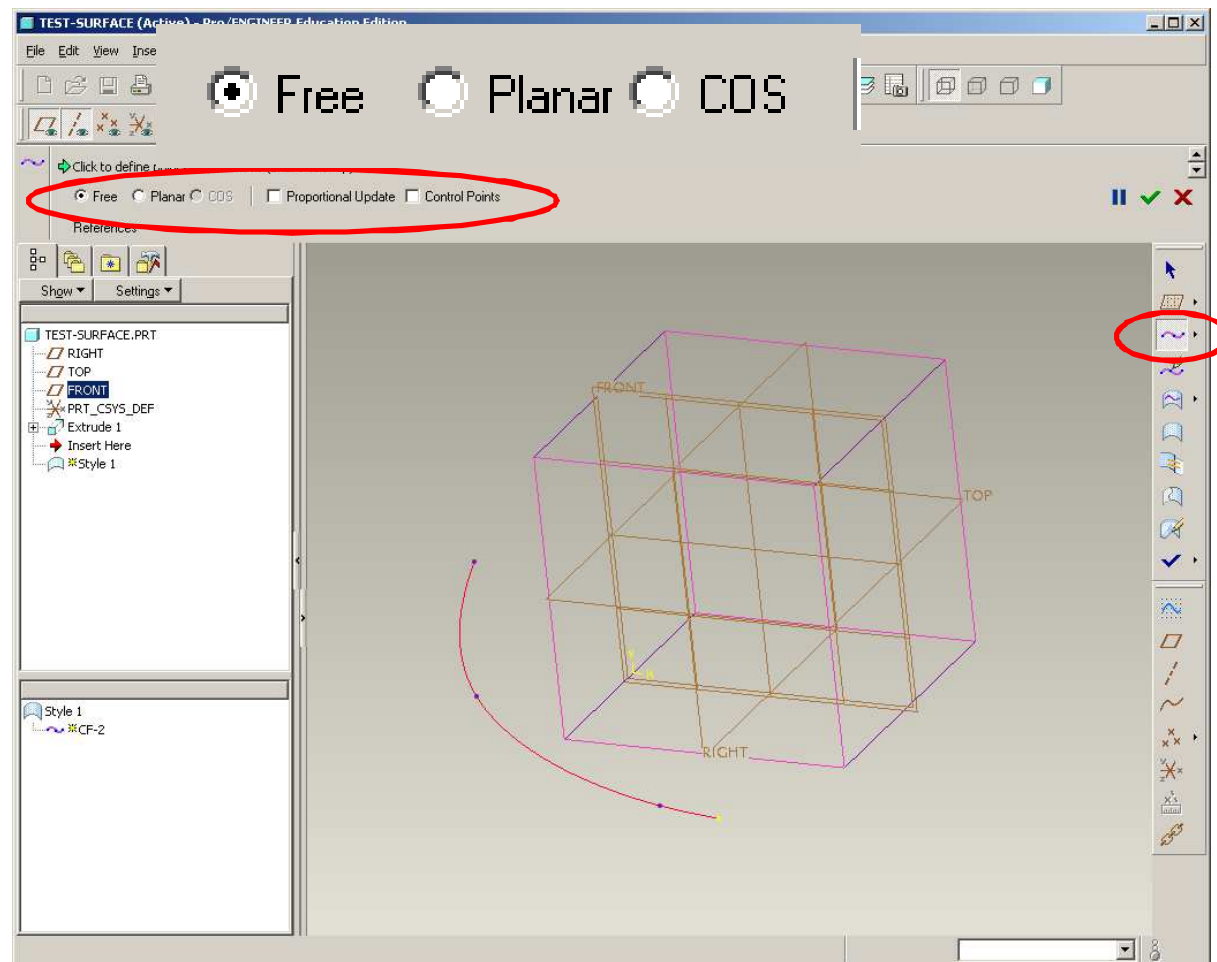 TEST-SURFACE (Active) - Pro/ENGINEER Education Edition
File Edit View Inse
Free Planar COS
Click to define
Free Planar COS Proportional Update Control Points
References
Show Settings
TEST-SURFACE.PRT
RIGHT
TOP
FRONT
PRT_CSYS_DEF
Extrude 1
Insert Here
Style 1
FRONT
TOP
Y
X
RIGHT
Style 1
CF-2